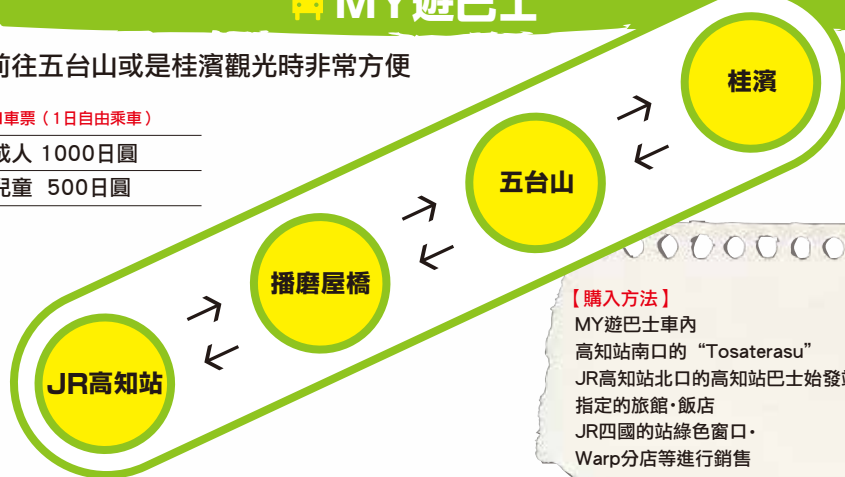 MY遊巴士
前往五台山或是桂濱觀光時非常方便
車票（1日自由乘車）
成人 1000日圓
兒童 500日圓
桂濱
五台山
播磨屋橋
JR高知站
【購入方法】
MY遊巴士車內
高知站南口的“Tosaterasu”
JR高知站北口的高知站巴士始發站
指定的旅館・飯店
JR四國的站綠色窗口・
Warp分店等進行銷售